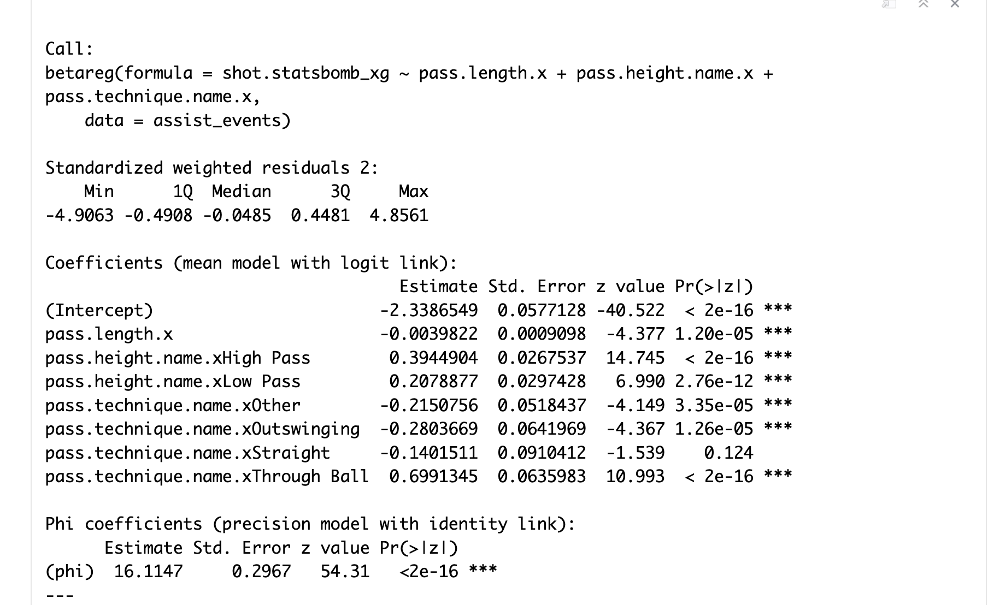 Call:
betareg(formula = shot.statsbomb_xg ~ pass.length.x + pass.height.name.x +
pass.technique.name.x,
    data = assist_events)
Standardized weighted residuals 2:
    Min      1Q  Median      3Q     Max
-4.9063 -0.4908 -0.0485  0.4481  4.8561
Coefficients (mean model with logit link):
                                    Estimate Std. Error z value Pr(>|z|)
(Intercept)                       -2.3386549  0.0577128 -40.522  < 2e-16 ***
pass.length.x                     -0.0039822  0.0009098  -4.377 1.20e-05 ***
pass.height.name.xHigh Pass        0.3944904  0.0267537  14.745  < 2e-16 ***
pass.height.name.xLow Pass         0.2078877  0.0297428   6.990 2.76e-12 ***
pass.technique.name.xOther        -0.2150756  0.0518437  -4.149 3.35e-05 ***
pass.technique.name.xOutswinging  -0.2803669  0.0641969  -4.367 1.26e-05 ***
pass.technique.name.xStraight     -0.1401511  0.0910412  -1.539    0.124
pass.technique.name.xThrough Ball  0.6991345  0.0635983  10.993  < 2e-16 ***
Phi coefficients (precision model with identity link):
      Estimate Std. Error z value Pr(>|z|)
(phi)  16.1147     0.2967   54.31   <2e-16 ***
---